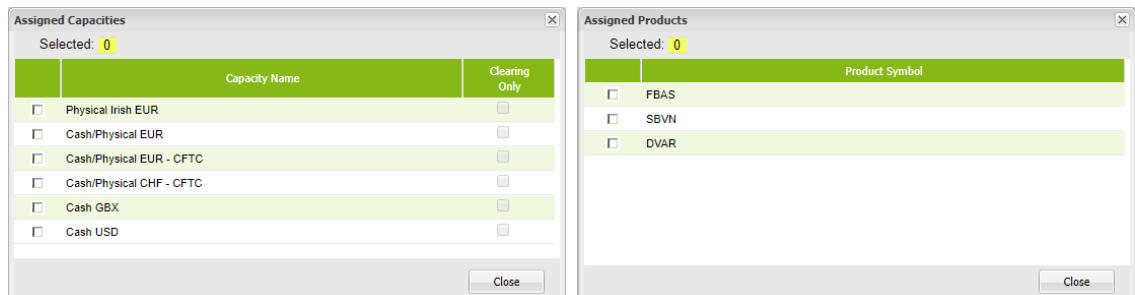 Assigned Capacities
Selected: 0
Capacity Name
Clearing
Only
Physical Irish EUR
Cash/Physical EUR
Cash/Physical EUR - CFTC
Cash/Physical CHF - CFTC
Cash GBX
Cash USD
Close
Assigned Products
Selected: 0
Product Symbol
FBAS
SBVN
DVAR
Close